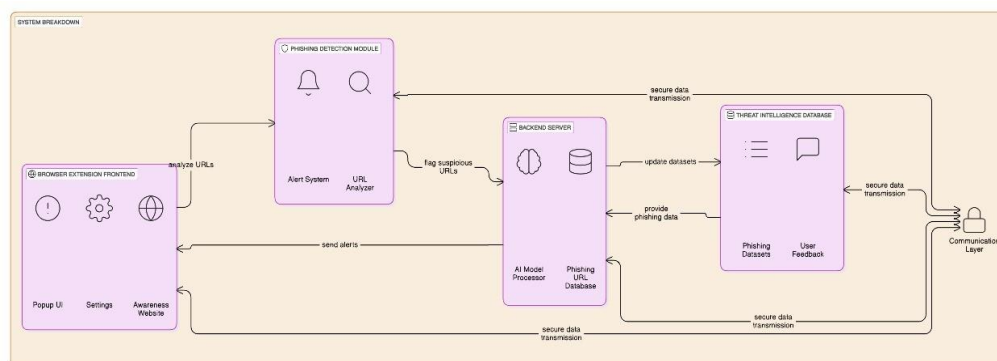 SYSTEM BREAKDOWN
PHISHING DETECTION MODULE
Alert System
URL
Analyzer
secure data
transmission
BACKEND SERVER
AI Model
Processor
Phishing
URL
Database
THREAT INTELLIGENCE DATABASE
Phishing
Datasets
User
Feedback
analyze URLs
flag suspicious
URLs
update datasets
provide
phishing data
secure data
transmission
Communication
Layer
BROWSER EXTENSION FRONTEND
Popup UI
Settings
Awareness
Website
send alerts
secure data
transmission
secure data
transmission